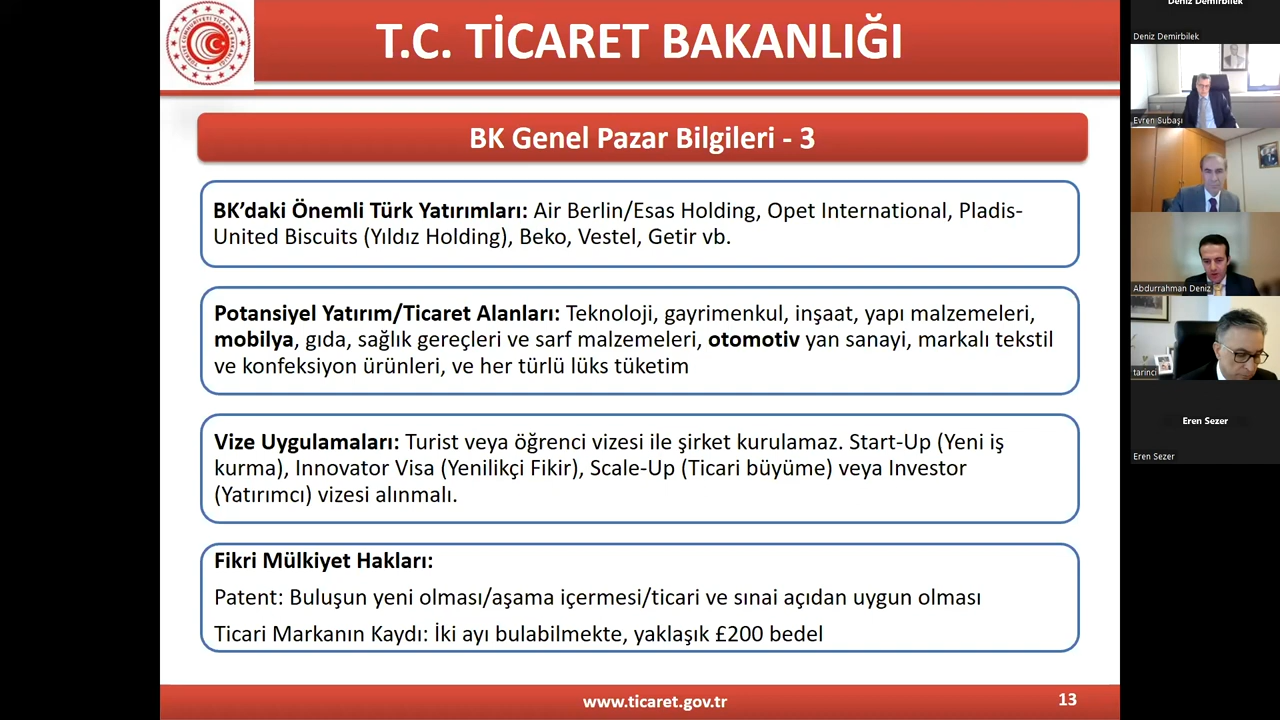 T.C. TİCARET BAKANLIĞI
BK Genel Pazar Bilgileri - 3
BK’daki Önemli Türk Yatırımları: Air Berlin/Esas Holding, Opet International, Pladis-
United Biscuits (Yıldız Holding), Beko, Vestel, Getir vb.
Potansiyel Yatırım/Ticaret Alanları: Teknoloji, gayrimenkul, inşaat, yapı malzemeleri,
mobilya, gıda, sağlık gereçleri ve sarf malzemeleri, otomotiv yan sanayi, markalı tekstil
ve konfeksiyon ürünleri, ve her türlü lüks tüketim
Vize Uygulamaları: Turist veya öğrenci vizesi ile şirket kurulamaz. Start-Up (Yeni iş
kurma), Innovator Visa (Yenilikçi Fikir), Scale-Up (Ticari büyüme) veya Investor
(Yatırımcı) vizesi alınmalı.
Fikri Mülkiyet Hakları:
Patent: Buluşun yeni olması/aşama içermesi/ticari ve sınai açıdan uygun olması
Ticari Markanın Kaydı: İki ayı bulabilmekte, yaklaşık £200 bedel
www.ticaret.gov.tr
13
Deniz Demirbilek
Deniz Demirbilek
Evren Subaşı
Abdurrahman Deniz
tarinci
Eren Sezer
Eren Sezer